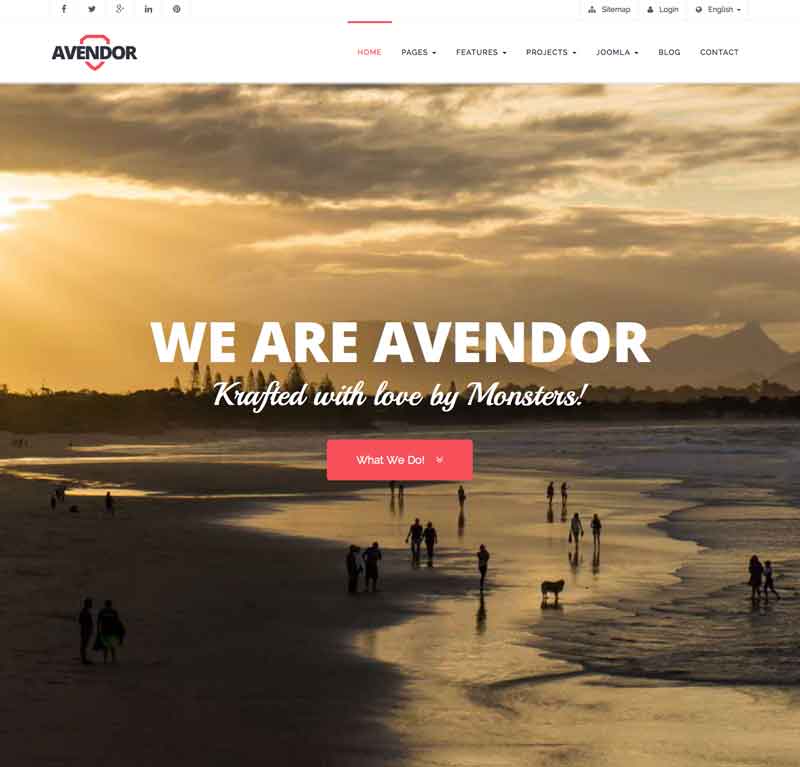 Sitemap Login English
AVENDOR
HOME PAGES FEATURES PROJECTS JOOMLA BLOG CONTACT
WE ARE AVENDOR
Krafted with love by Monsters!
What We Do!